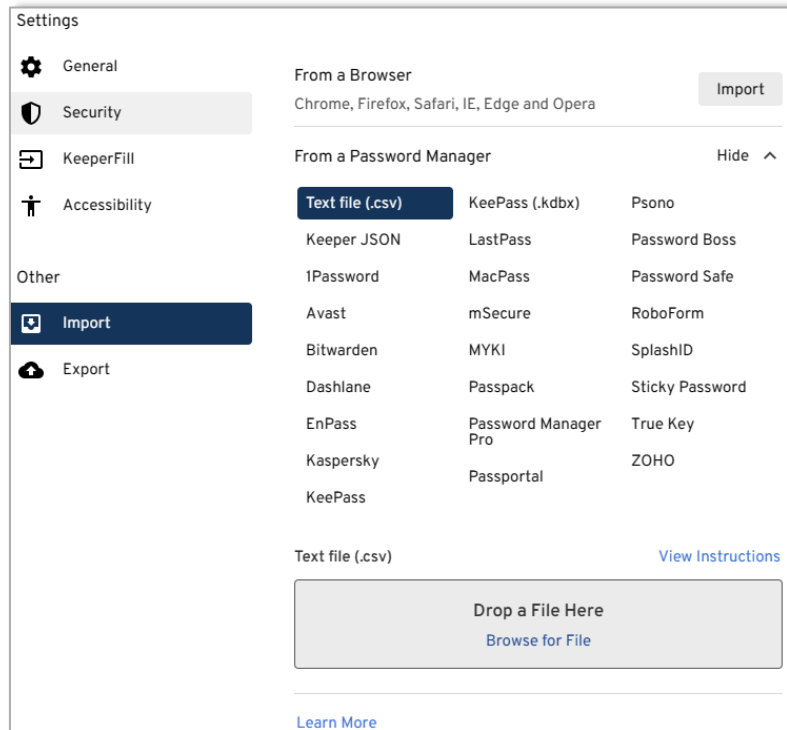 Settings
General
Security
KeeperFill
Accessibility
Other
Import
Export
From a Browser
Chrome, Firefox, Safari, IE, Edge and Opera
Import
From a Password Manager
Hide
Text file (.csv)
Keeper JSON
1Password
Avast
Bitwarden
Dashlane
EnPass
Kaspersky
KeePass
KeePass (.kdbx)
LastPass
MacPass
mSecure
MYKI
Passpack
Password Manager
Pro
Passportal
Psono
Password Boss
Password Safe
RoboForm
SplashID
Sticky Password
True Key
ZOHO
Text file (.csv)
View Instructions
Drop a File Here
Browse for File
Learn More